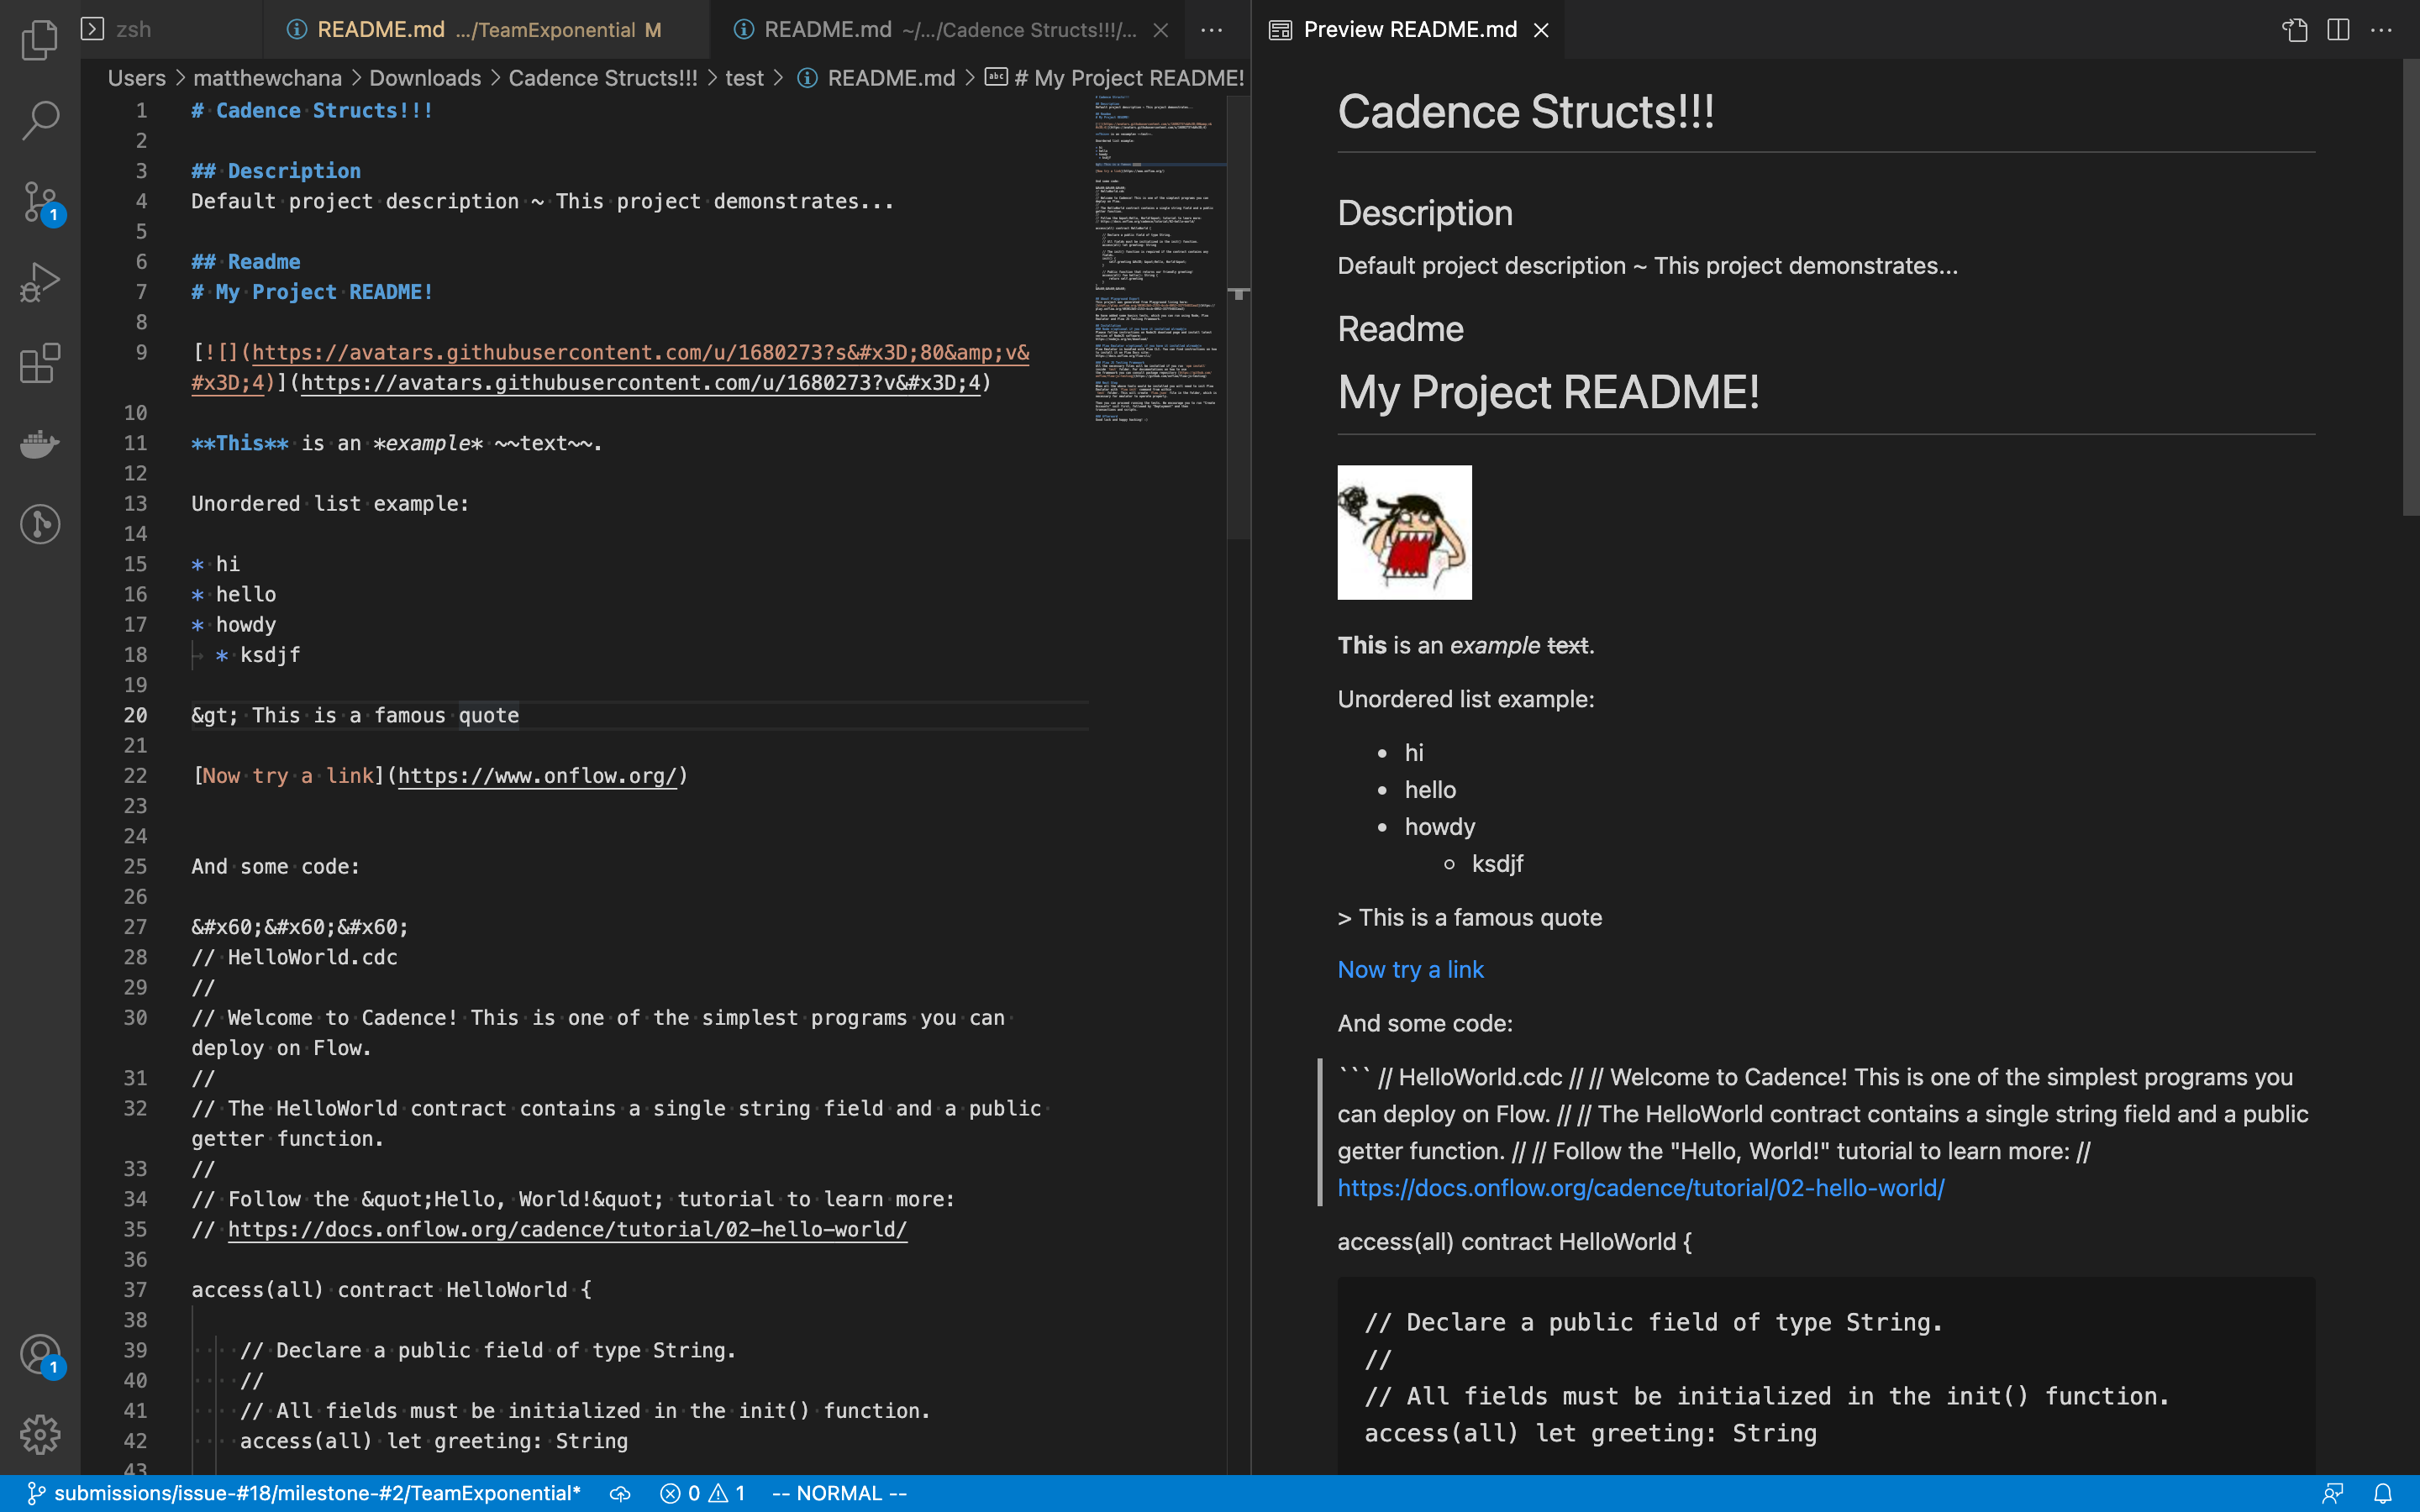 zsh
README.md .../TeamExponential M
README.md ~/.../Cadence Structs!!!/...
Preview README.md
Users > matthewchana > Downloads > Cadence Structs!!! > test > README.md > # My Project README!
1 # Cadence Structs!!!
2
3 ## Description
4 Default project description ~ This project demonstrates...
5
6 ## Readme
7 # My Project README!
8
9 [![](https://avatars.githubusercontent.com/u/1680273?s&#x3D;80&amp;v&
#x3D;4)](https://avatars.githubusercontent.com/u/1680273?v&#x3D;4)
10
11 **This** is an *example* ~~text~~.
12
13 Unordered list example:
14
15 * hi
16 * hello
17 * howdy
18 * ksdjf
19
20 &gt; This is a famous quote
21
22 [Now try a link](https://www.onflow.org/)
23
24
25 And some code:
26
27 &#x60;&#x60;&#x60;
28 // HelloWorld.cdc
29 //
30 // Welcome to Cadence! This is one of the simplest programs you can
deploy on Flow.
31 //
32 // The HelloWorld contract contains a single string field and a public
getter function.
33 //
34 // Follow the &quot;Hello, World!&quot; tutorial to learn more:
35 // https://docs.onflow.org/cadence/tutorial/02-hello-world/
36
37 access(all) contract HelloWorld {
38
39 // Declare a public field of type String.
40 //
41 // All fields must be initialized in the init() function.
42 access(all) let greeting: String
43
Cadence Structs!!!
Description
Default project description ~ This project demonstrates...
Readme
My Project README!
This is an example text.
Unordered list example:
• hi
• hello
• howdy
◦ ksdjf
> This is a famous quote
Now try a link
And some code:
``` // HelloWorld.cdc // // Welcome to Cadence! This is one of the simplest programs you
can deploy on Flow. // // The HelloWorld contract contains a single string field and a public
getter function. // // Follow the "Hello, World!" tutorial to learn more: //
https://docs.onflow.org/cadence/tutorial/02-hello-world/
access(all) contract HelloWorld {
// Declare a public field of type String.
//
// All fields must be initialized in the init() function.
access(all) let greeting: String
1
1
submissions/issue-#18/milestone-#2/TeamExponential* 0 1 -- NORMAL --